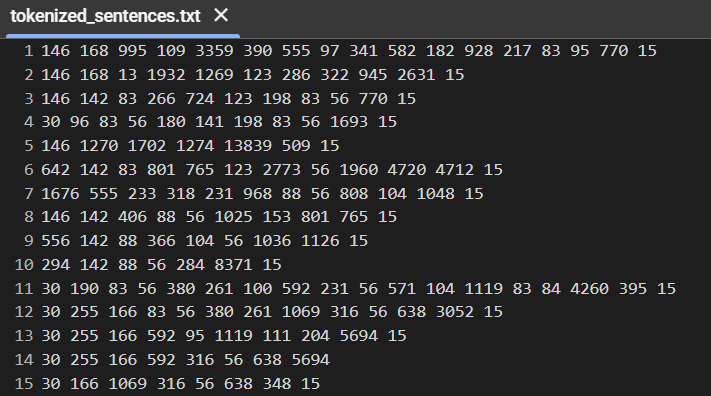 tokenized_sentences.txt
1 146 168 995 109 3359 390 555 97 341 582 182 928 217 83 95 770 15
2 146 168 13 1932 1269 123 286 322 945 2631 15
3 146 142 83 266 724 123 198 83 56 770 15
4 30 96 83 56 180 141 198 83 56 1693 15
5 146 1270 1702 1274 13839 509 15
6 642 142 83 801 765 123 2773 56 1960 4720 4712 15
7 1676 555 233 318 231 968 88 56 808 104 1048 15
8 146 142 406 88 56 1025 153 801 765 15
9 556 142 88 366 104 56 1036 1126 15
10 294 142 88 56 284 8371 15
11 30 190 83 56 380 261 100 592 231 56 571 104 1119 83 84 4260 395 15
12 30 255 166 83 56 380 261 1069 316 56 638 3052 15
13 30 255 166 592 95 1119 111 204 5694 15
14 30 255 166 592 316 56 638 5694
15 30 166 1069 316 56 638 348 15